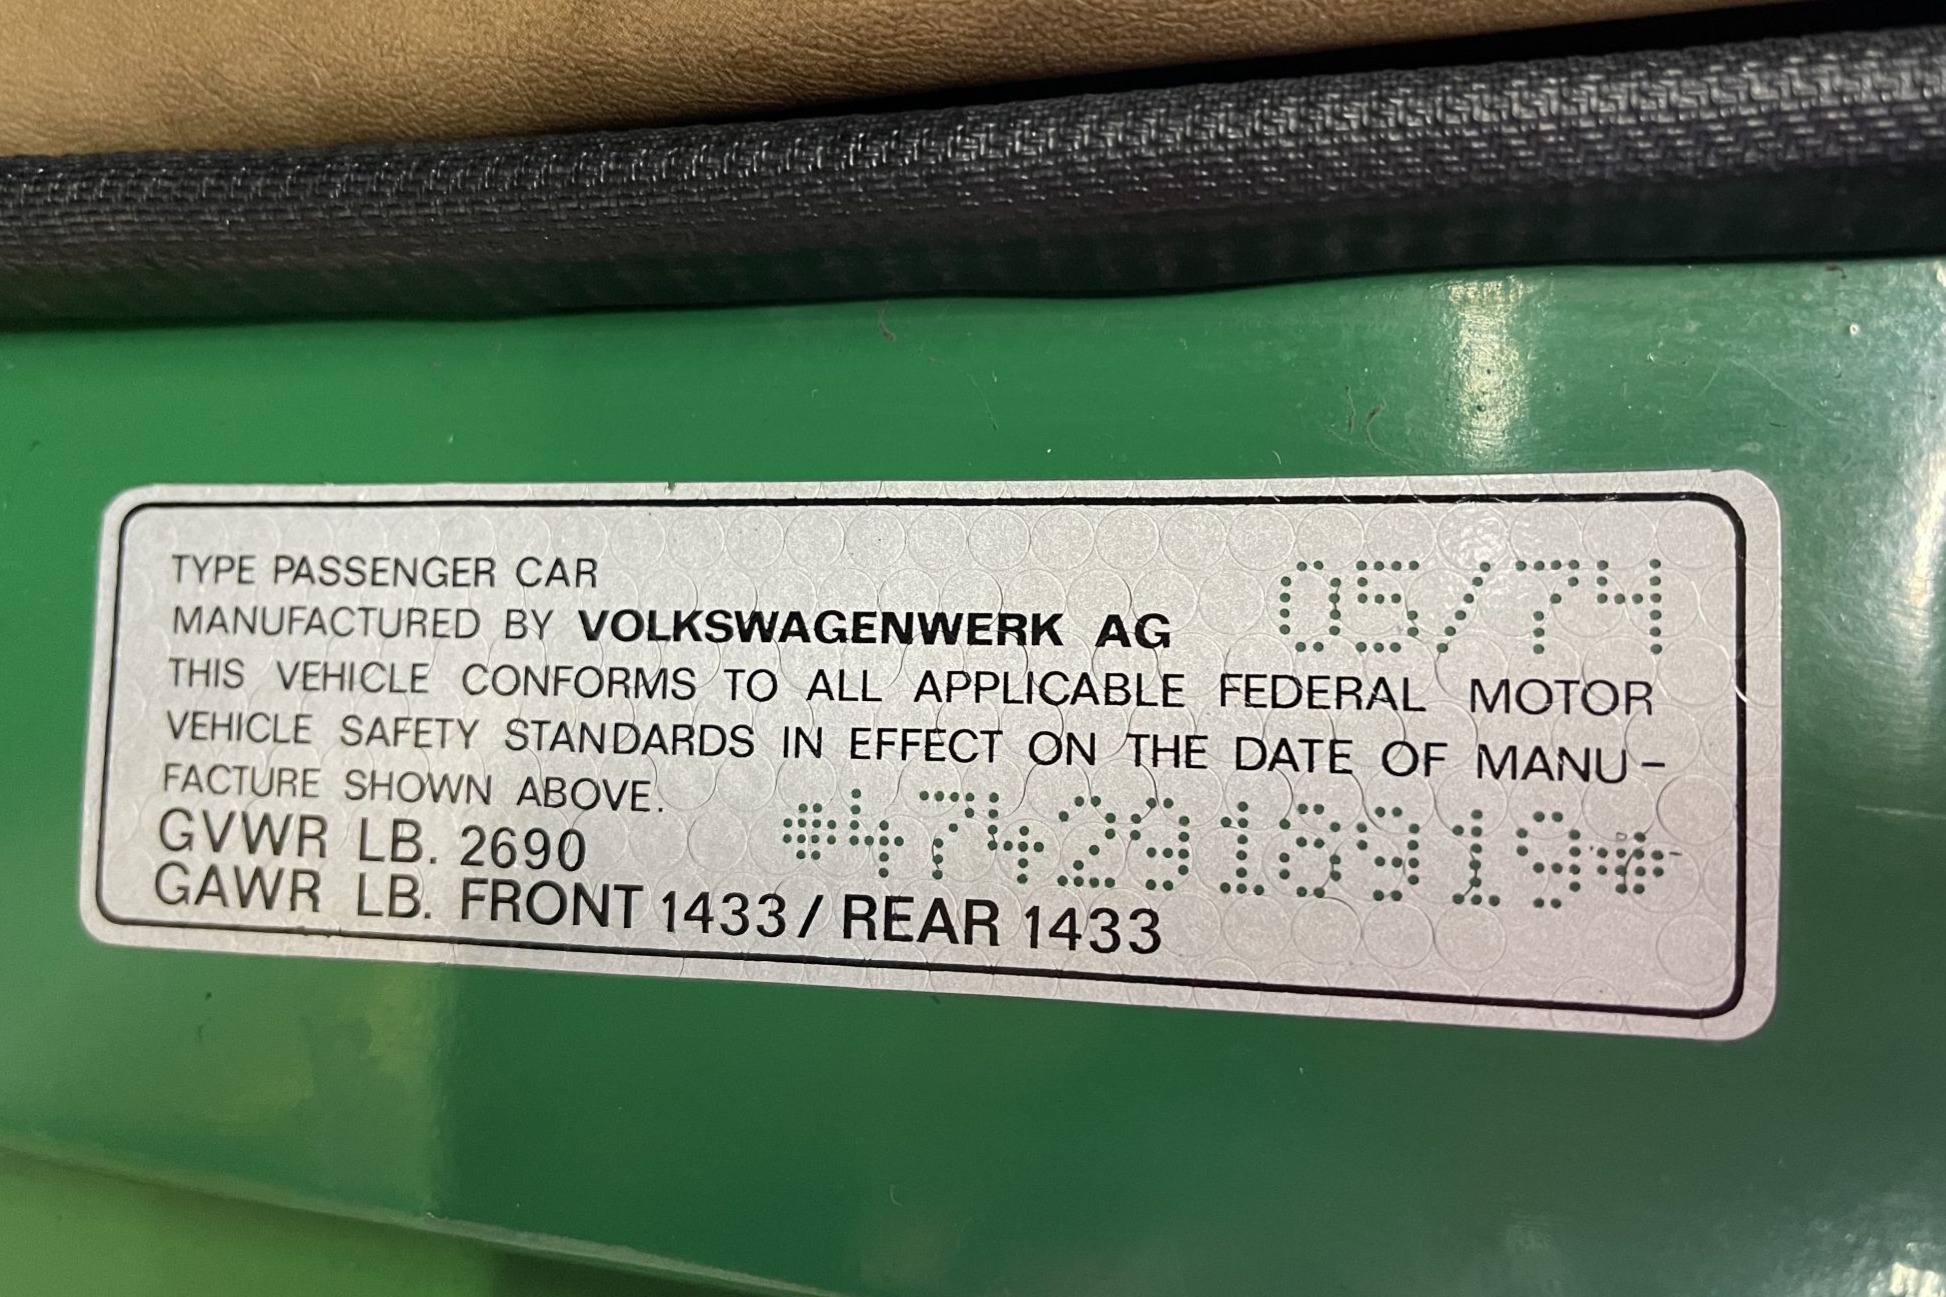 TYPE PASSENGER CAR
05/74
MANUFACTURED BY VOLKSWAGENWERK AG
THIS VEHICLE CONFORMS TO ALL APPLICABLE FEDERAL MOTOR
VEHICLE SAFETY STANDARDS IN EFFECT ON THE DATE OF MANU-
FACTURE SHOWN ABOVE.
GVWR LB. 2690
*4742918919*
GAWR LB. FRONT 1433/ REAR 1433